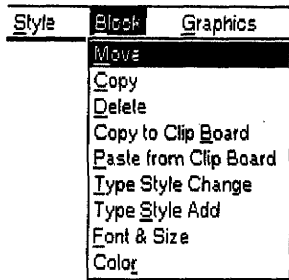 Style Block Graphics
Move
Copy
Delete
Copy to Clip Board
Paste from Clip Board
Type Style Change
Type Style Add
Font & Size
Color